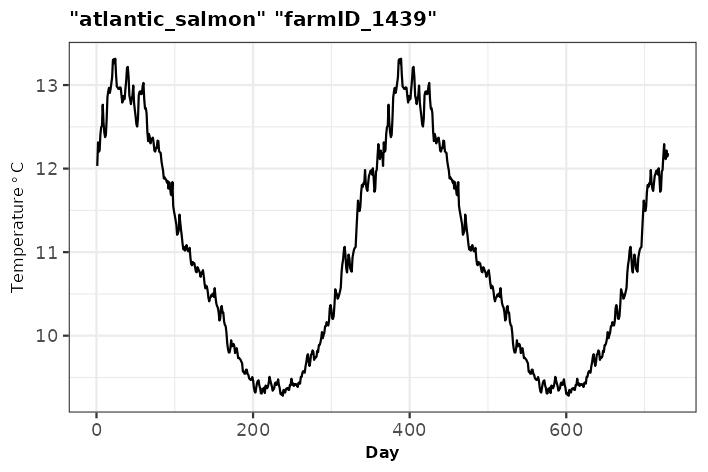 "atlantic_salmon" "farmID_1439"
Temperature ° C
13
12
11
10
0
200
400
600
Day